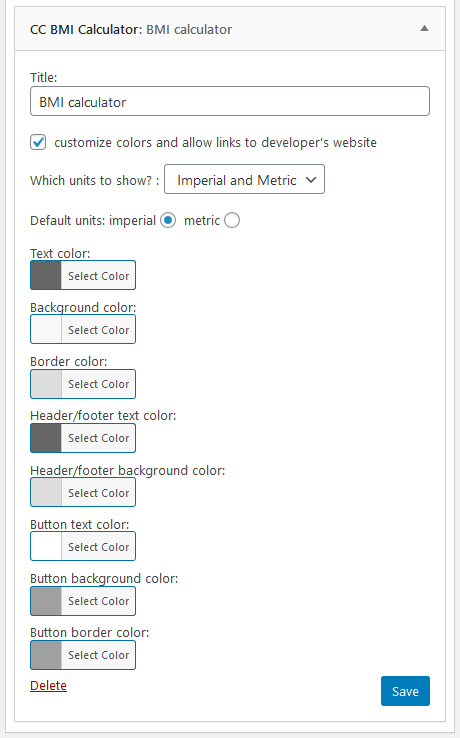 CC BMI Calculator: BMI calculator
Title:
BMI calculator
customize colors and allow links to developer's website
Which units to show? : Imperial and Metric
Default units: imperial metric
Text color:
Select Color
Background color:
Select Color
Border color:
Select Color
Header/footer text color:
Select Color
Header/footer background color:
Select Color
Button text color:
Select Color
Button background color:
Select Color
Button border color:
Select Color
Delete Save